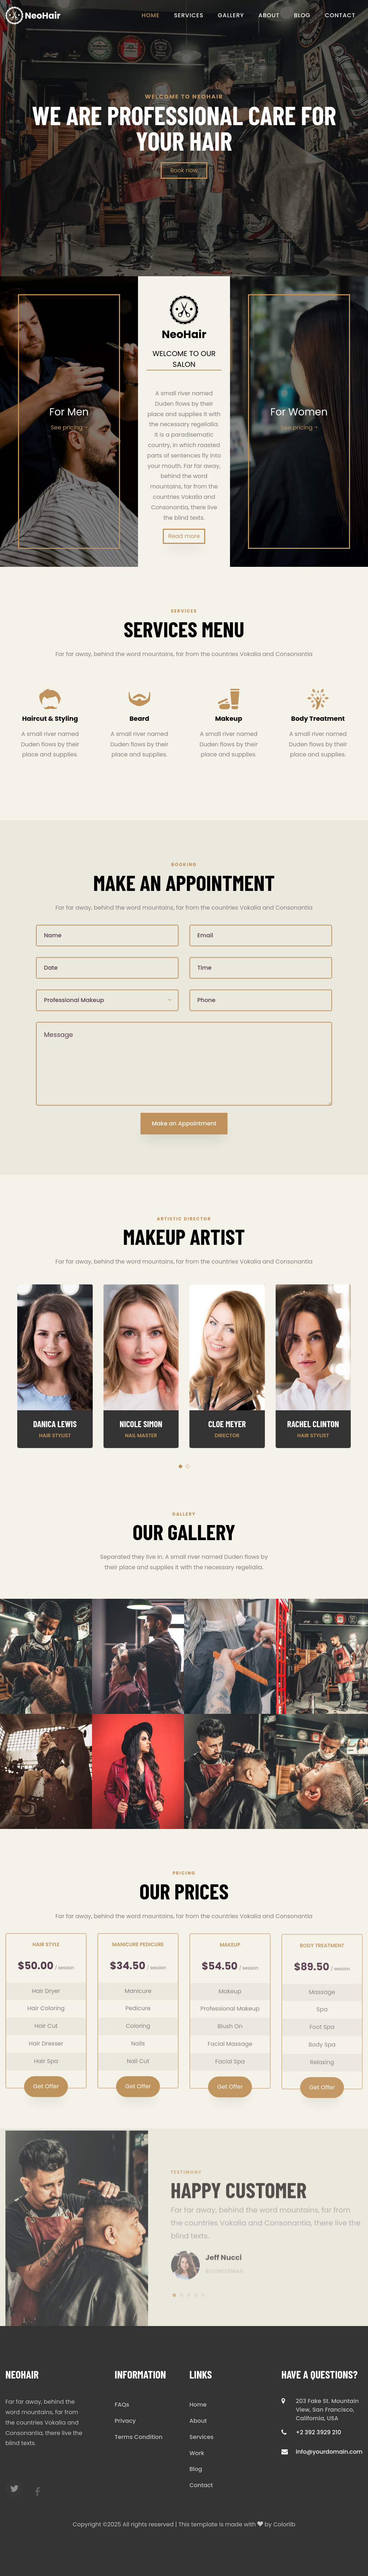 NeoHair
HOME SERVICES GALLERY ABOUT BLOG CONTACT
WELCOME TO NEOHAIR
WE ARE PROFESSIONAL CARE FOR
YOUR HAIR
Book now
For Men
See pricing
NeoHair
WELCOME TO OUR
SALON
A small river named
Duden flows by their
place and supplies it with
the necessary regelialia.
It is a paradisematic
country, in which roasted
parts of sentences fly into
your mouth. Far far away,
behind the word
mountains, far from the
countries Vokalia and
Consonantia, there live
the blind texts.
Read more
For Women
See pricing
SERVICES
SERVICES MENU
Far far away, behind the word mountains, far from the countries Vokalia and Consonantia
Haircut & Styling
A small river named
Duden flows by their
place and supplies.
Beard
A small river named
Duden flows by their
place and supplies.
Makeup
A small river named
Duden flows by their
place and supplies.
Body Treatment
A small river named
Duden flows by their
place and supplies.
BOOKING
MAKE AN APPOINTMENT
Far far away, behind the word mountains, far from the countries Vokalia and Consonantia
Name
Email
Date
Time
Professional Makeup
Phone
Message
Make an Appointment
ARTISTIC DIRECTOR
MAKEUP ARTIST
Far far away, behind the word mountains, far from the countries Vokalia and Consonantia
DANICA LEWIS
HAIR STYLIST
NICOLE SIMON
NAIL MASTER
CLOE MEYER
DIRECTOR
RACHEL CLINTON
HAIR STYLIST
GALLERY
OUR GALLERY
Separated they live in. A small river named Duden flows by
their place and supplies it with the necessary regelialia.
PRICING
OUR PRICES
Far far away, behind the word mountains, far from the countries Vokalia and Consonantia
HAIR STYLE
$50.00 / session
Hair Dryer
Hair Coloring
Hair Cut
Hair Dresser
Hair Spa
Get Offer
MANICURE PEDICURE
$34.50 / session
Manicure
Pedicure
Coloring
Nails
Nail Cut
Get Offer
MAKEUP
$54.50 / session
Makeup
Professional Makeup
Blush On
Facial Massage
Facial Spa
Get Offer
BODY TREATMENT
$89.50 / session
Massage
Spa
Foot Spa
Body Spa
Relaxing
Get Offer
TESTIMONY
HAPPY CUSTOMER
Far far away, behind the word mountains, far from
the countries Vokalia and Consonantia, there live the
blind texts.
Jeff Nucci
BUSINESSMAN
NEOHAIR
Far far away, behind the
word mountains, far from
the countries Vokalia and
Consonantia, there live the
blind texts.
INFORMATION
FAQs
Privacy
Terms Condition
LINKS
Home
About
Services
Work
Blog
Contact
HAVE A QUESTIONS?
203 Fake St. Mountain
View, San Francisco,
California, USA
+2 392 3929 210
info@yourdomain.com
Copyright ©2025 All rights reserved | This template is made with ♥ by Colorlib